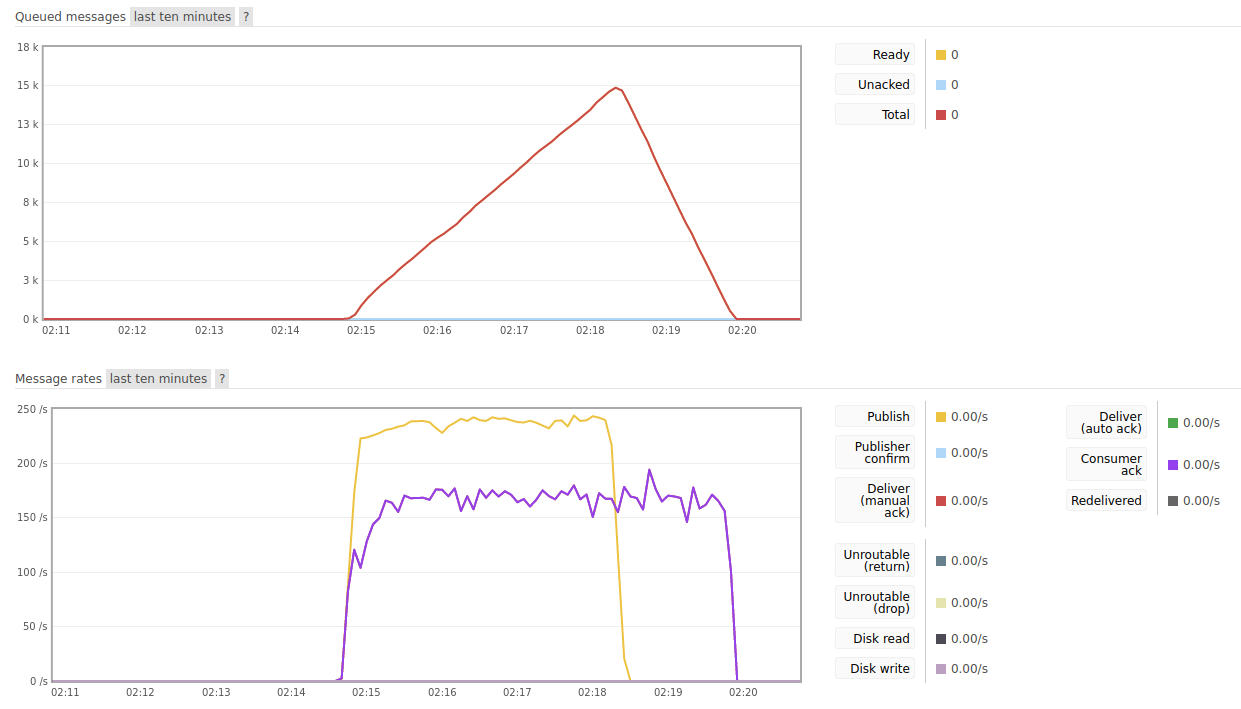 Queued messages last ten minutes ?
18 k
15 k
13 k
10 k
8 k
5 k
3 k
0 k
02:11 02:12 02:13 02:14 02:15 02:16 02:17 02:18 02:19 02:20
Ready 0
Unacked 0
Total 0
Message rates last ten minutes ?
250 /s
200 /s
150 /s
100 /s
50 /s
0 /s
02:11 02:12 02:13 02:14 02:15 02:16 02:17 02:18 02:19 02:20
Publish 0.00/s
Publisher
confirm 0.00/s
Deliver
(manual
ack) 0.00/s
Deliver
(auto ack) 0.00/s
Consumer
ack 0.00/s
Redelivered 0.00/s
Unroutable
(return) 0.00/s
Unroutable
(drop) 0.00/s
Disk read 0.00/s
Disk write 0.00/s